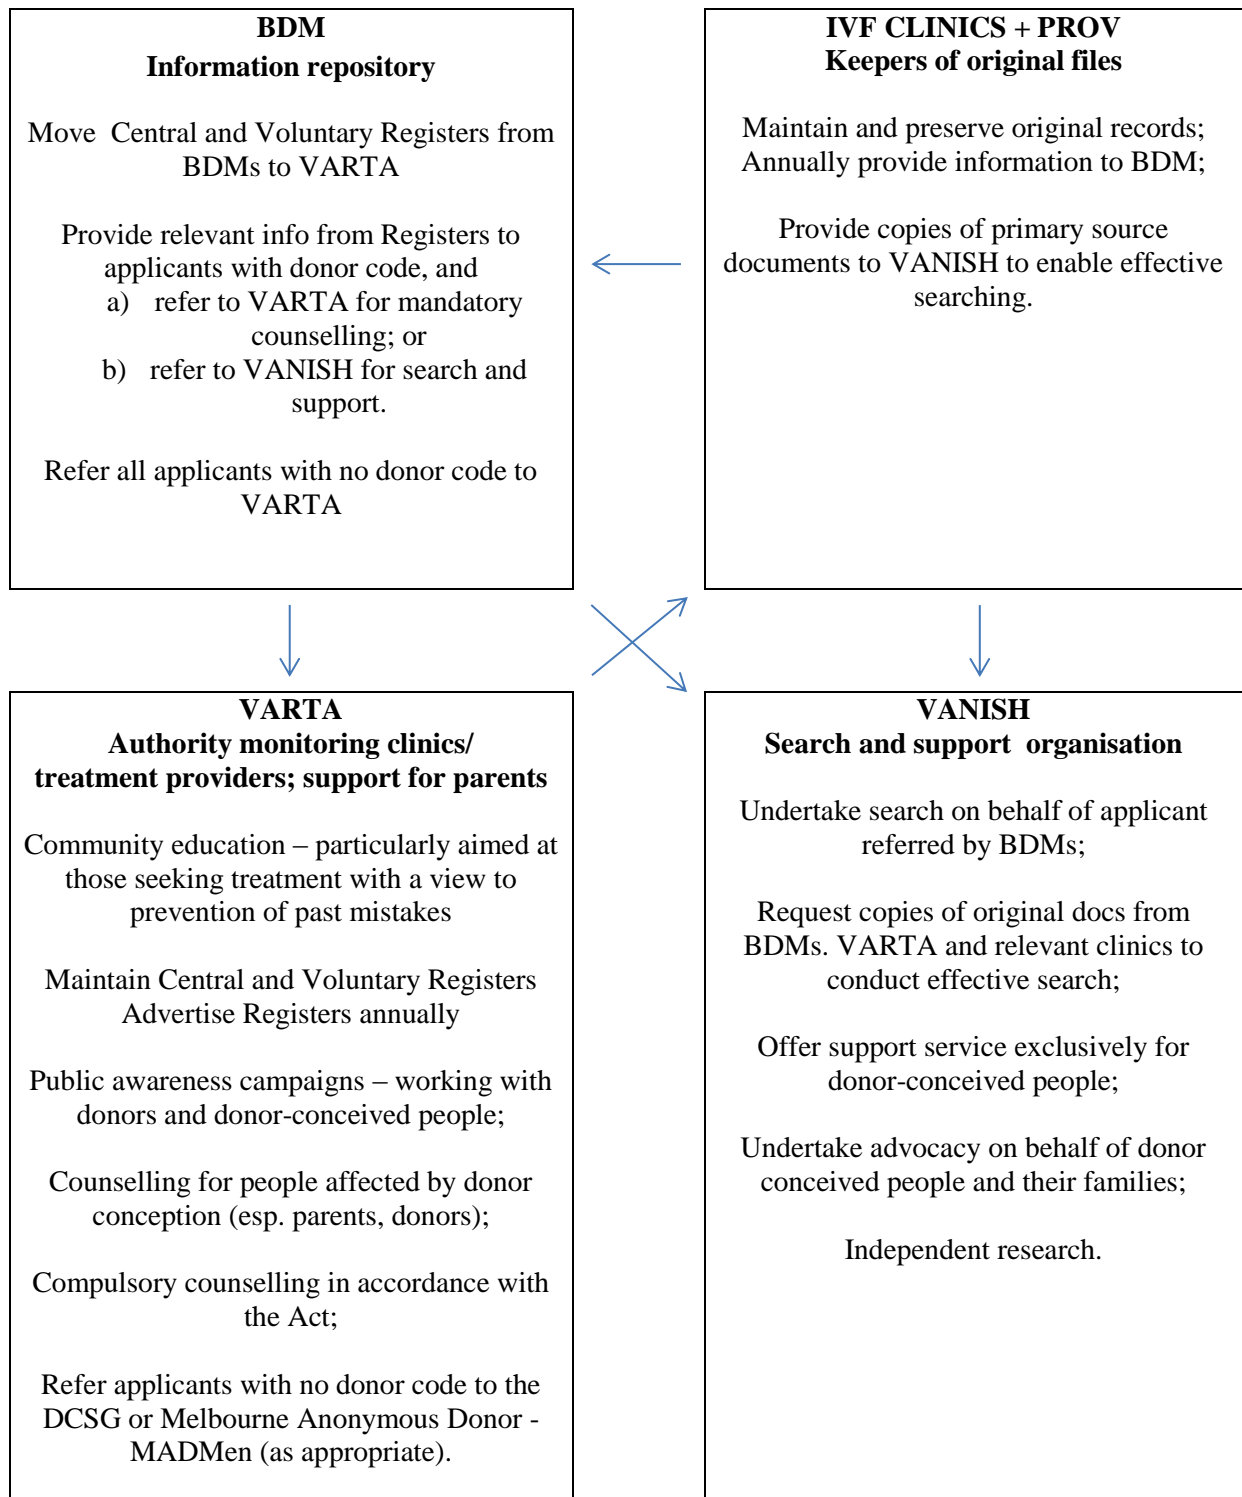 BDM
Information repository
Move Central and Voluntary Registers from
BDMs to VARTA
Provide relevant info from Registers to
applicants with donor code, and
a) refer to VARTA for mandatory
counselling; or
b) refer to VANISH for search and
support.
Refer all applicants with no donor code to
VARTA
IVF CLINICS + PROV
Keepers of original files
Maintain and preserve original records;
Annually provide information to BDM;
Provide copies of primary source
documents to VANISH to enable effective
searching.
VARTA
Authority monitoring clinics/
treatment providers; support for parents
Community education – particularly aimed at
those seeking treatment with a view to
prevention of past mistakes
Maintain Central and Voluntary Registers
Advertise Registers annually
Public awareness campaigns – working with
donors and donor-conceived people;
Counselling for people affected by donor
conception (esp. parents, donors);
Compulsory counselling in accordance with
the Act;
Refer applicants with no donor code to the
DCSG or Melbourne Anonymous Donor -
MADMen (as appropriate).
VANISH
Search and support organisation
Undertake search on behalf of applicant
referred by BDMs;
Request copies of original docs from
BDMs. VARTA and relevant clinics to
conduct effective search;
Offer support service exclusively for
donor-conceived people;
Undertake advocacy on behalf of donor
conceived people and their families;
Independent research.